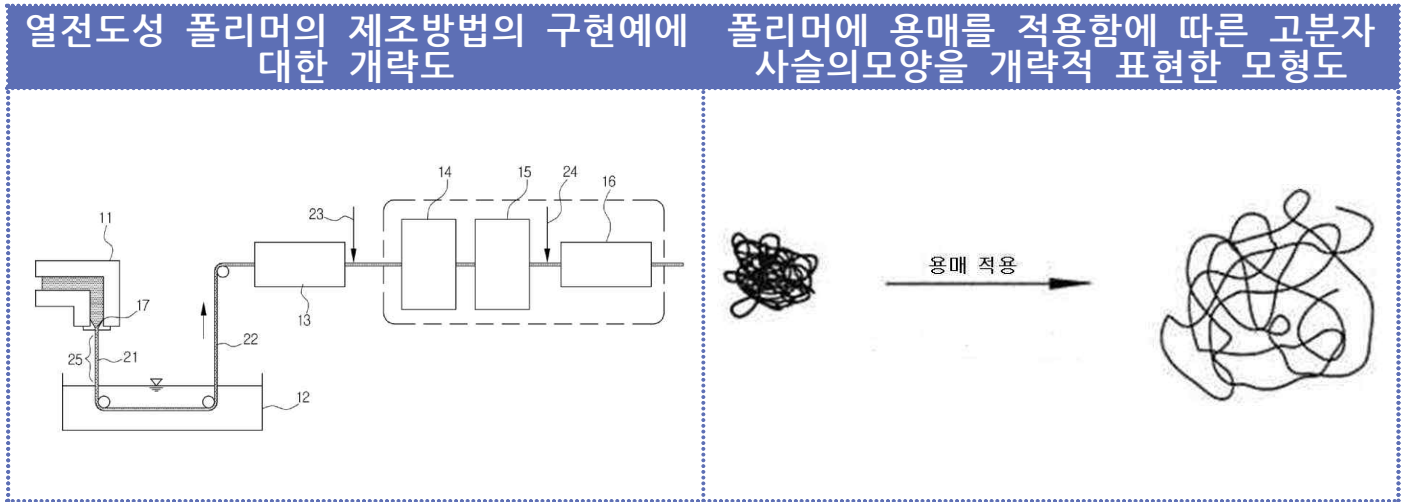 열전도성 폴리머의 제조방법의 구현예에
대한 개략도
폴리머에 용매를 적용함에 따른 고분자
사슬의모양을 개략적 표현한 모형도
11
17
25
21
12
22
13
23
14
15
24
16
용매 적용